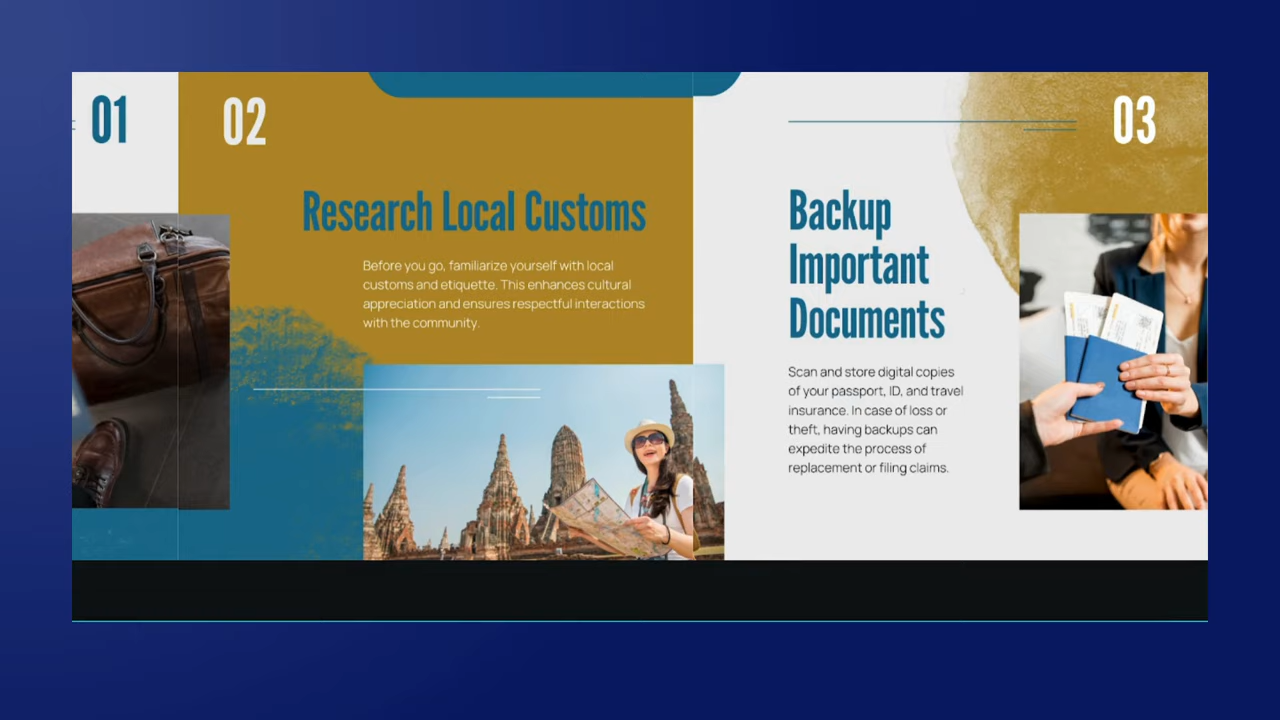 01
02
Research Local Customs
Before you go, familiarize yourself with local
customs and etiquette. This enhances cultural
appreciation and ensures respectful interactions
with the community.
03
Backup
Important
Documents
Scan and store digital copies
of your passport, ID, and travel
insurance. In case of loss or
theft, having backups can
expedite the process of
replacement or filing claims.